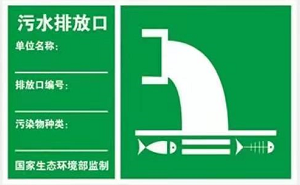 污水排放口
单位名称：
排放口编号：
污染物种类：
国家生态环境部监制